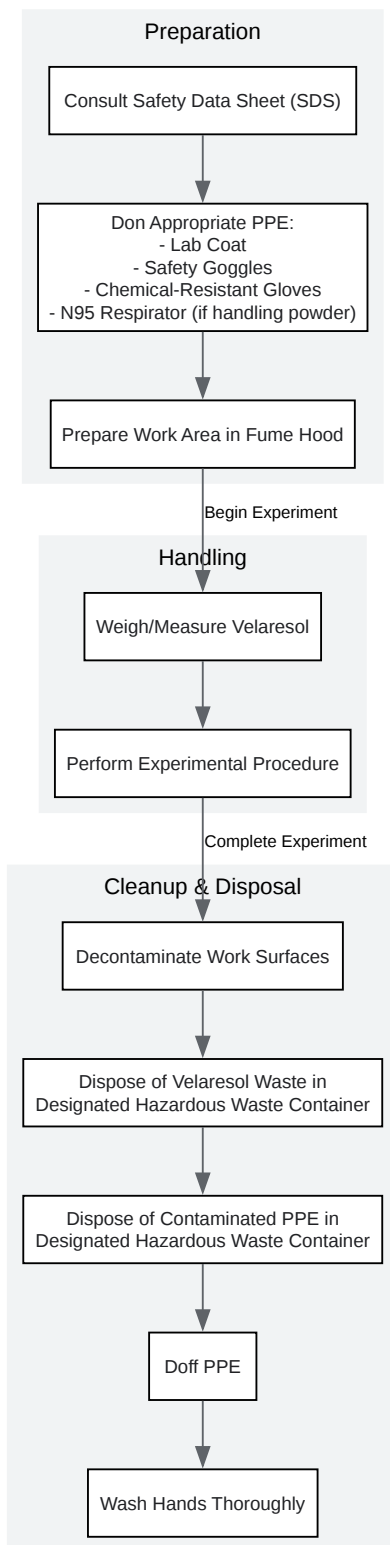 Preparation
Consult Safety Data Sheet (SDS)
Don Appropriate PPE:
- Lab Coat
- Safety Goggles
- Chemical-Resistant Gloves
- N95 Respirator (if handling powder)
Prepare Work Area in Fume Hood
Begin Experiment
Handling
Weigh/Measure Velaresol
Perform Experimental Procedure
Complete Experiment
Cleanup & Disposal
Decontaminate Work Surfaces
Dispose of Velaresol Waste in
Designated Hazardous Waste Container
Dispose of Contaminated PPE in
Designated Hazardous Waste Container
Doff PPE
Wash Hands Thoroughly